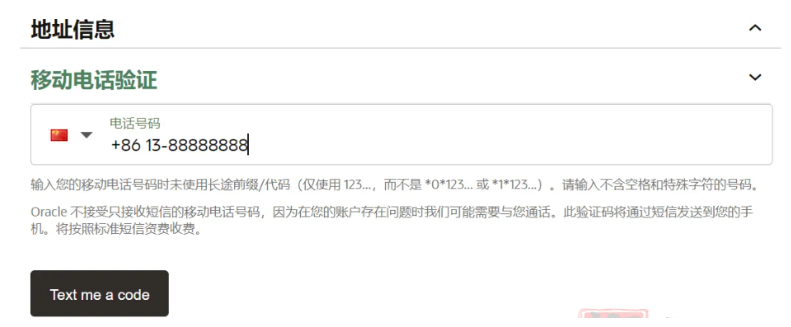 地址信息
移动电话验证
电话号码
+86 13-88888888
输入您的移动电话号码时未使用长途前缀/代码（仅使用 123...，而不是 *0*123... 或 *1*123...）。请输入不含空格和特殊字符的号码。
Oracle 不接受只接收短信的移动电话号码，因为在您的账户存在问题时我们可能需要与您通话。此验证码将通过短信发送到您的手
机。将按照标准短信资费收费。
Text me a code